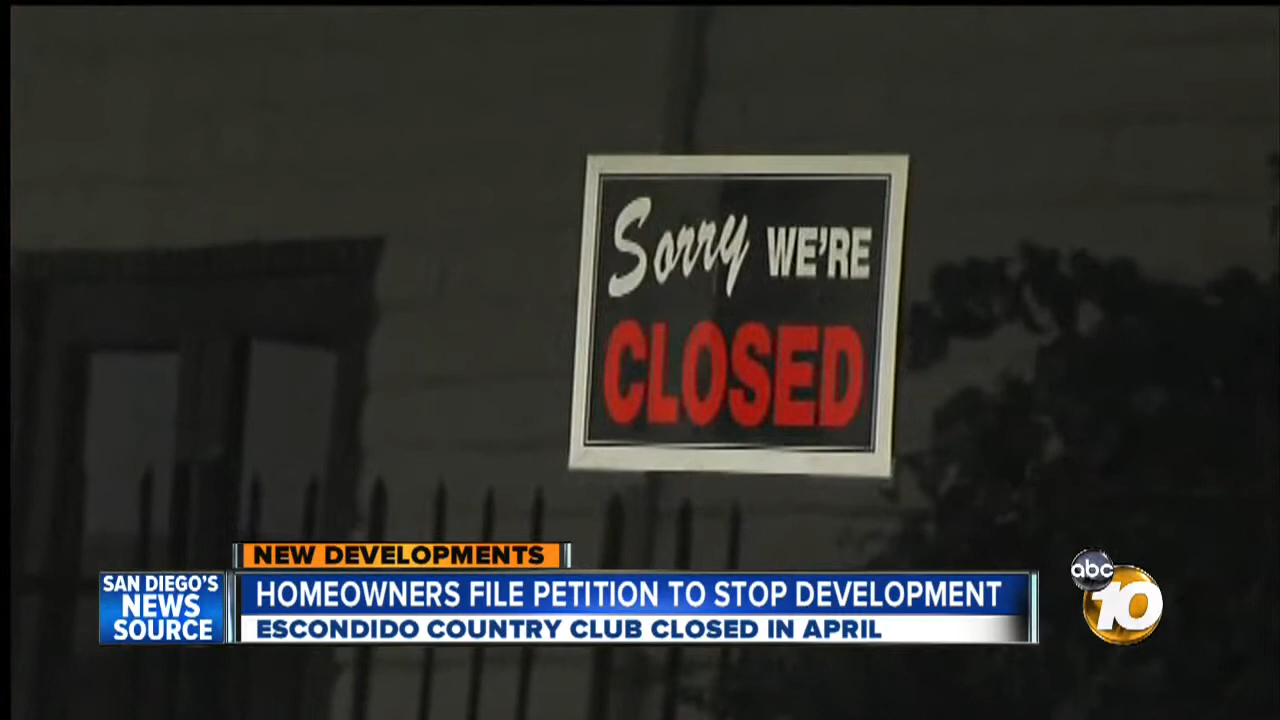 Sorry WE'RE
CLOSED
NEW DEVELOPMENTS
SAN DIEGO'S
NEWS
SOURCE
HOMEOWNERS FILE PETITION TO STOP DEVELOPMENT
ESCONDIDO COUNTRY CLUB CLOSED IN APRIL
abc
10